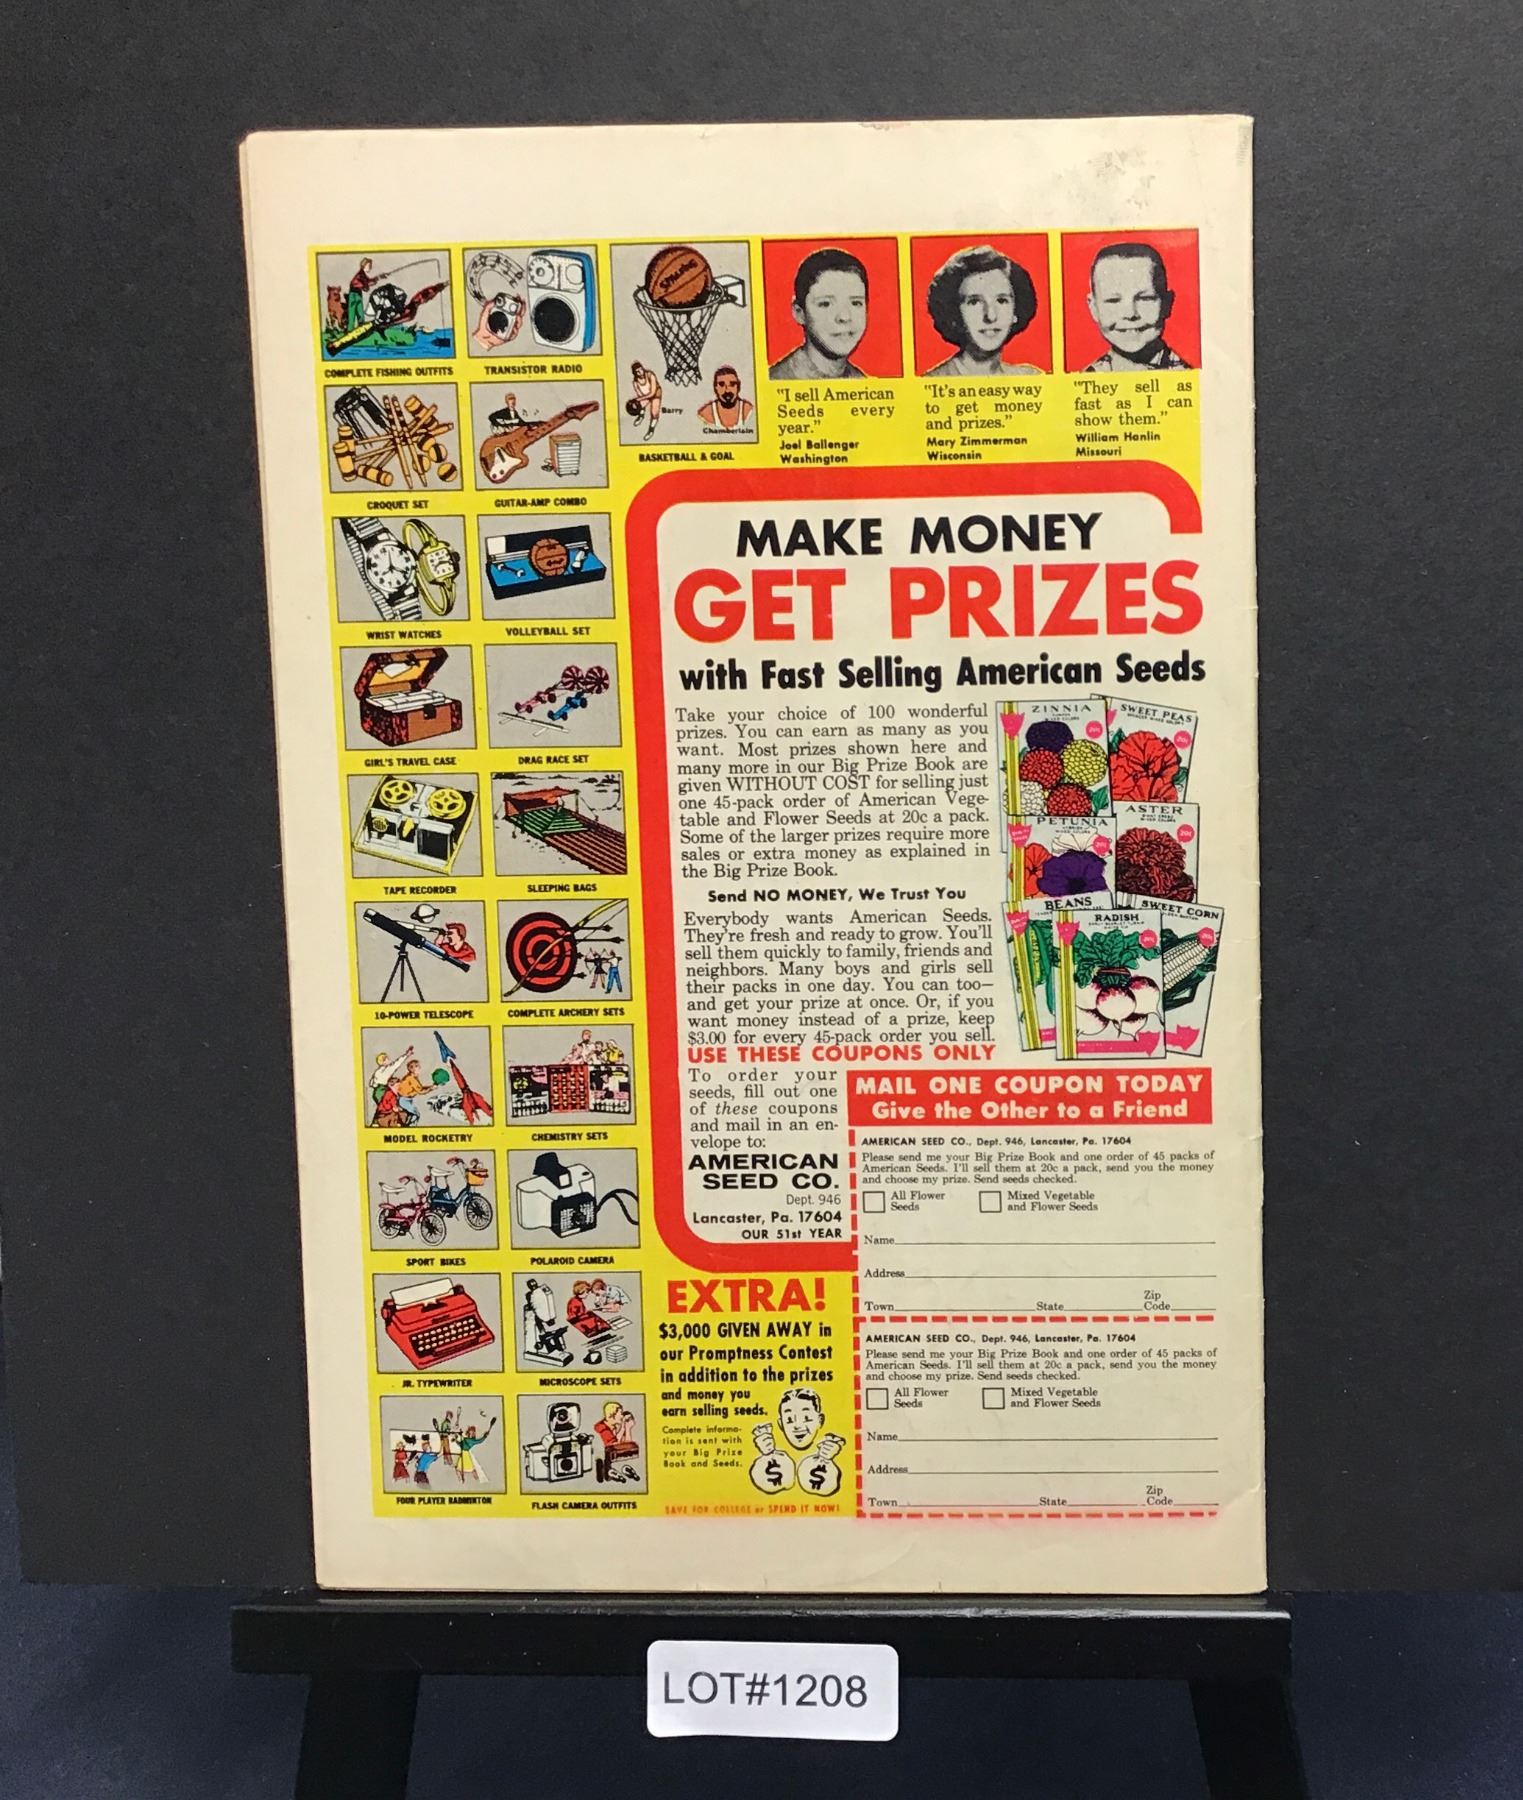 SPALDING
Barry
Chamberlain
COMPLETE FISHING OUTFITS
TRANSISTOR RADIO
BASKETBALL & GOAL
CROQUET SET
GUITAR-AMP COMBO
WRIST WATCHES
VOLLEYBALL SET
GIRL'S TRAVEL CASE
DRAG RACE SET
TAPE RECORDER
SLEEPING BAGS
10-POWER TELESCOPE
COMPLETE ARCHERY SETS
MODEL ROCKETRY
CHEMISTRY SETS
SPORT BIKES
POLAROID CAMERA
JR. TYPEWRITER
MICROSCOPE SETS
FOUR PLAYER BADMINTON
FLASH CAMERA OUTFITS
"I sell American
Seeds every
year."
Joel Ballenger
Washington
"It's an easy way
to get money
and prizes."
Mary Zimmerman
Wisconsin
"They sell as
fast as I can
show them."
William Hanlin
Missouri
MAKE MONEY
GET PRIZES
with Fast Selling American Seeds
Take your choice of 100 wonderful
prizes. You can earn as many as you
want. Most prizes shown here and
many more in our Big Prize Book are
given WITHOUT COST for selling just
one 45-pack order of American Vege-
table and Flower Seeds at 20c a pack.
Some of the larger prizes require more
sales or extra money as explained in
the Big Prize Book.
Send NO MONEY, We Trust You
Everybody wants American Seeds.
They're fresh and ready to grow. You'll
sell them quickly to family, friends and
neighbors. Many boys and girls sell
their packs in one day. You can too—
and get your prize at once. Or, if you
want money instead of a prize, keep
$3.00 for every 45-pack order you sell.
USE THESE COUPONS ONLY
ZINNIA
SWEET PEAS
PETUNIA
ASTER
BEANS
RADISH
SWEET CORN
To order your
seeds, fill out one
of these coupons
and mail in an en-
velope to:
AMERICAN
SEED CO.
Dept. 946
Lancaster, Pa. 17604
OUR 51st YEAR
MAIL ONE COUPON TODAY
Give the Other to a Friend
AMERICAN SEED CO., Dept. 946, Lancaster, Pa. 17604
Please send me your Big Prize Book and one order of 45 packs of
American Seeds. I'll sell them at 20c a pack, send you the money
and choose my prize. Send seeds checked.
All Flower
Seeds
Mixed Vegetable
and Flower Seeds
Name
Address
Town State Zip
Code
AMERICAN SEED CO., Dept. 946, Lancaster, Pa. 17604
Please send me your Big Prize Book and one order of 45 packs of
American Seeds. I'll sell them at 20c a pack, send you the money
and choose my prize. Send seeds checked.
All Flower
Seeds
Mixed Vegetable
and Flower Seeds
Name
Address
Town State Zip
Code
EXTRA!
$3,000 GIVEN AWAY in
our Promptness Contest
in addition to the prizes
and money you
earn selling seeds.
Complete informa-
tion is sent with
your Big Prize
Book and Seeds.
$ $
SAVE FOR COLLEGE or SPEND IT NOW!
LOT#1208